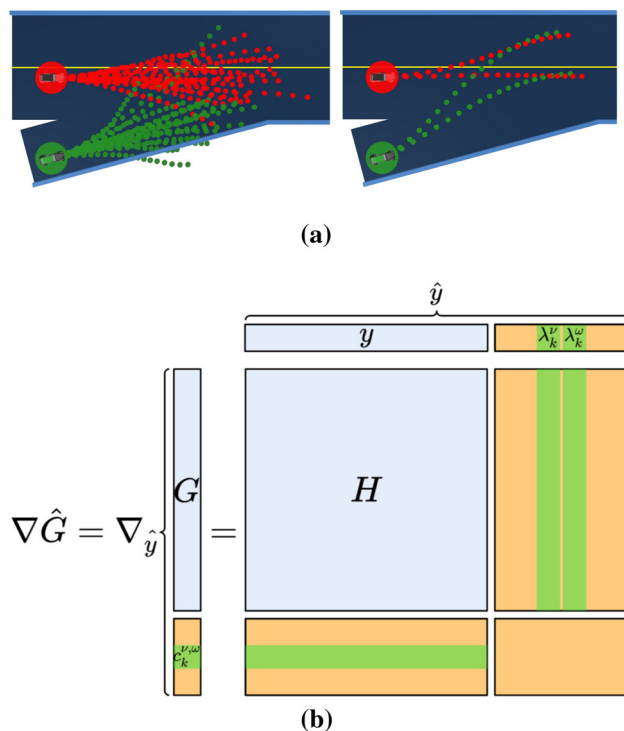 (a)
ŷ
y λ_k^ν λ_k^ω
∇Ĝ = ∇_ŷ G = H
c_k^{ν,ω}
(b)